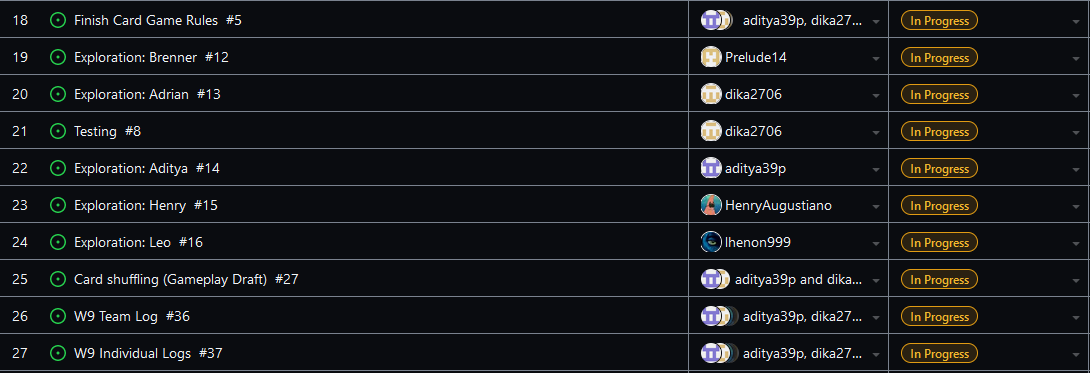 18 Finish Card Game Rules #5 aditya39p, dika27... In Progress
19 Exploration: Brenner #12 Prelude14 In Progress
20 Exploration: Adrian #13 dika2706 In Progress
21 Testing #8 dika2706 In Progress
22 Exploration: Aditya #14 aditya39p In Progress
23 Exploration: Henry #15 HenryAugustiano In Progress
24 Exploration: Leo #16 lhenon999 In Progress
25 Card shuffling (Gameplay Draft) #27 aditya39p and dika... In Progress
26 W9 Team Log #36 aditya39p, dika27... In Progress
27 W9 Individual Logs #37 aditya39p, dika27... In Progress